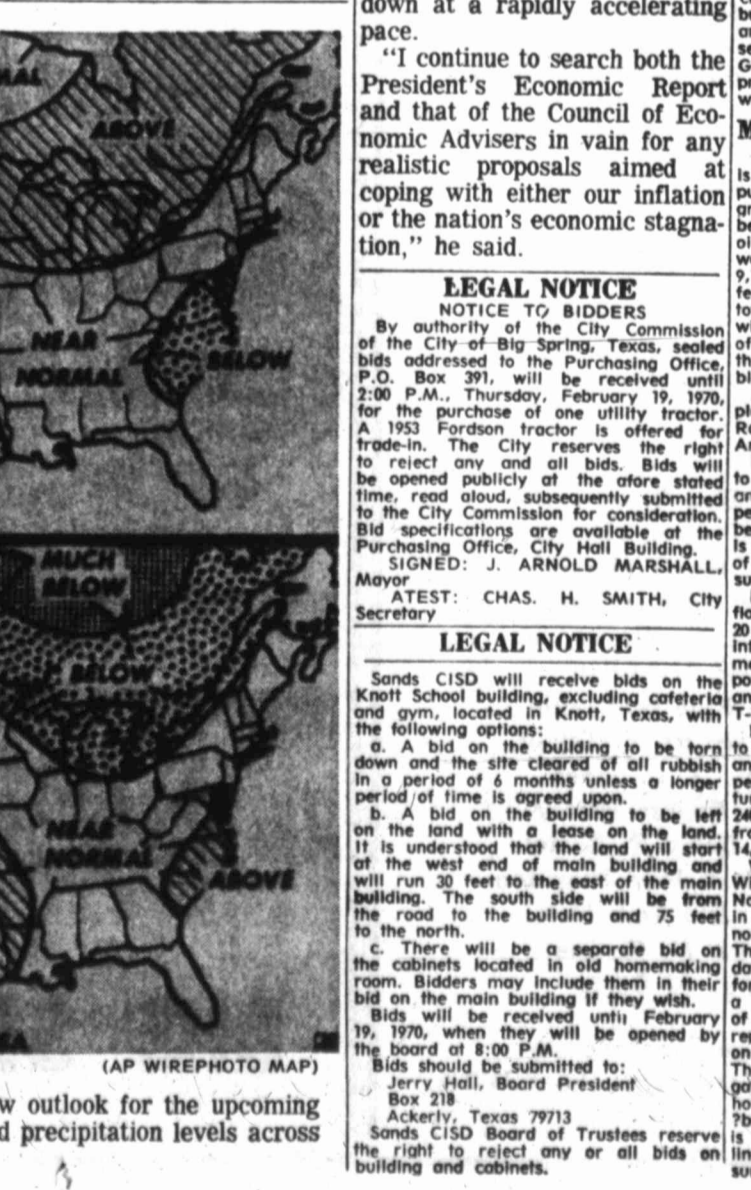 MAL
ABOVE
NEAR
NORMAL
BELOW
MUCH
BELOW
BELOW
NEAR
NORMAL
ABOVE
(AP WIREPHOTO MAP)
outlook for the upcoming
precipitation levels across
down at a rapidly accelerating
pace.
"I continue to search both the
President's Economic Report
and that of the Council of Eco-
nomic Advisers in vain for any
realistic proposals aimed at
coping with either our inflation
or the nation's economic stagna-
tion," he said.
LEGAL NOTICE
NOTICE TO BIDDERS
By authority of the City Commission
of the City of Big Spring, Texas, sealed
bids addressed to the Purchasing Office,
P.O. Box 391, will be received until
2:00 P.M., Thursday, February 19, 1970,
for the purchase of one utility tractor.
A 1953 Fordson tractor is offered for
trade-in. The City reserves the right
to reject any and all bids. Bids will
be opened publicly at the afore stated
time, read aloud, subsequently submitted
to the City Commission for consideration.
Bid specifications are available at the
Purchasing Office, City Hall Building.
SIGNED: J. ARNOLD MARSHALL,
Mayor
ATEST: CHAS. H. SMITH, City
Secretary
LEGAL NOTICE
Sands CISD will receive bids on the
Knott School building, excluding cafeteria
and gym, located in Knott, Texas, with
the following options:
a. A bid on the building to be torn
down and the site cleared of all rubbish
in a period of 6 months unless a longer
period of time is agreed upon.
b. A bid on the building to be left
on the land with a lease on the land.
It is understood that the land will start
at the west end of main building and
will run 30 feet to the east of the main
building. The south side will be from
the road to the building and 75 feet
to the north.
c. There will be a separate bid on
the cabinets located in old homemaking
room. Bidders may include them in their
bid on the main building if they wish.
Bids will be received until February
19, 1970, when they will be opened by
the board at 8:00 P.M.
Bids should be submitted to:
Jerry Hall, Board President
Box 218
Ackerly, Texas 79713
Sands CISD Board of Trustees reserve
the right to reject any or all bids on
building and cabinets.